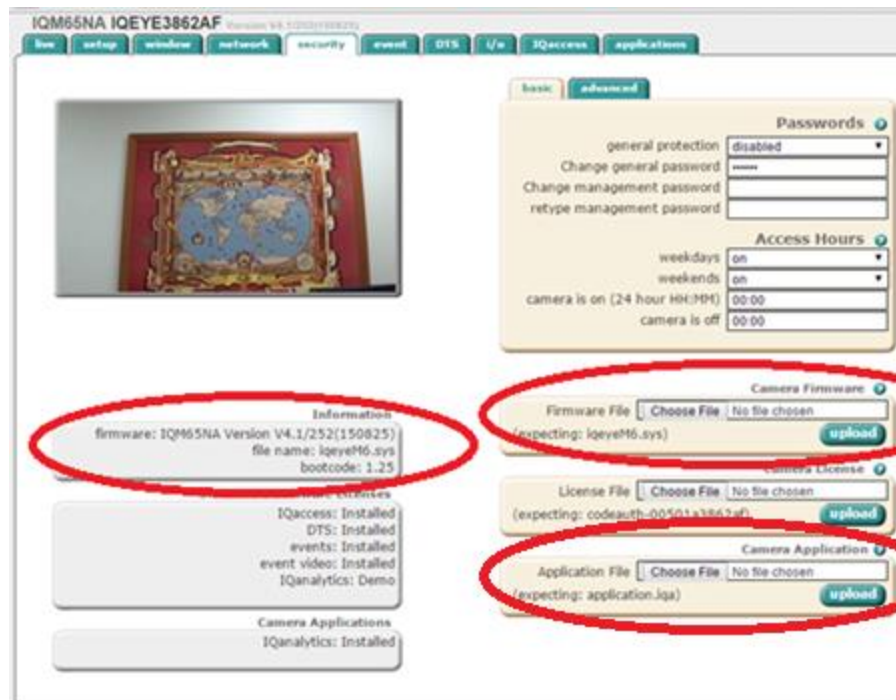 IQM65NA IQEYE3862AF Version V4.1/252(150825)
live setup window network security event DTS i/o IQaccess applications
basic advanced
Passwords
general protection disabled
Change general password ••••••
Change management password
retype management password
Access Hours
weekdays on
weekends on
camera is on (24 hour HH:MM) 00:00
camera is off 00:00
Information
firmware: IQM65NA Version V4.1/252(150825)
file name: iqeyeM6.sys
bootcode: 1.25
Licenses
IQaccess: Installed
DTS: Installed
events: Installed
event video: Installed
IQanalytics: Demo
Camera Applications
IQanalytics: Installed
Camera Firmware
Firmware File Choose File No file chosen
(expecting: iqeyeM6.sys) upload
Camera License
License File Choose File No file chosen
(expecting: codeauth-00501a3862af) upload
Camera Application
Application File Choose File No file chosen
(expecting: application.iqa) upload